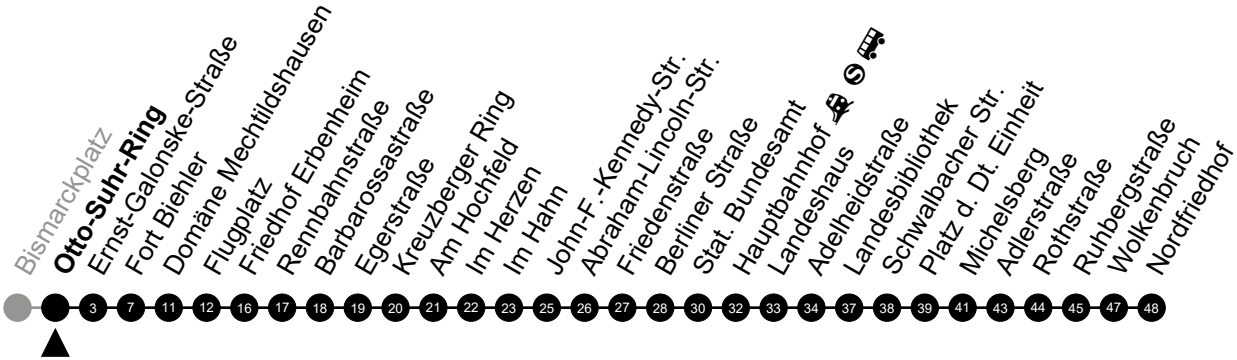 Bismarckplatz
Otto-Suhr-Ring
Ernst-Galonske-Straße
Fort Biehler
Domäne Mechtildshausen
Flugplatz
Friedhof Erbenheim
Rennbahnstraße
Barbarossastraße
Egerstraße
Kreuzberger Ring
Am Hochfeld
Im Herzen
Im Hahn
John-F.-Kennedy-Str.
Abraham-Lincoln-Str.
Friedenstraße
Berliner Straße
Stat. Bundesamt
Hauptbahnhof S
Landeshaus
Adelheidstraße
Landesbibliothek
Schwalbacher Str.
Platz d. Dt. Einheit
Michelsberg
Adlerstraße
Rothstraße
Ruhbergstraße
Wolkenbruch
Nordfriedhof
3 7 11 12 16 17 18 19 20 21 22 23 25 26 27 28 30 32 33 34 37 38 39 41 43 44 45 47 48